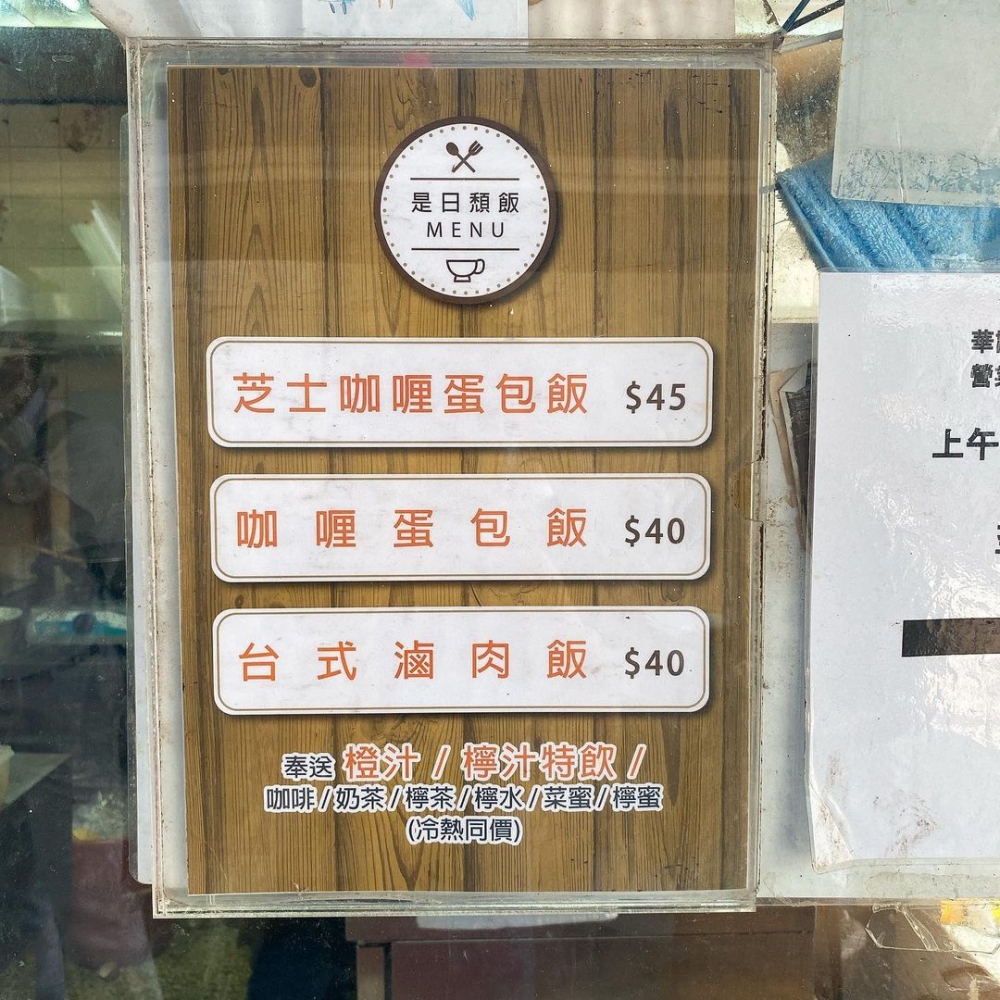 是日頹飯
MENU
芝士咖喱蛋包飯 $45
咖喱蛋包飯 $40
台式滷肉飯 $40
奉送 橙汁 / 檸汁特飲 /
咖啡/奶茶/檸茶/檸水/菜蜜/檸蜜
(冷熱同價)
華
營
上午